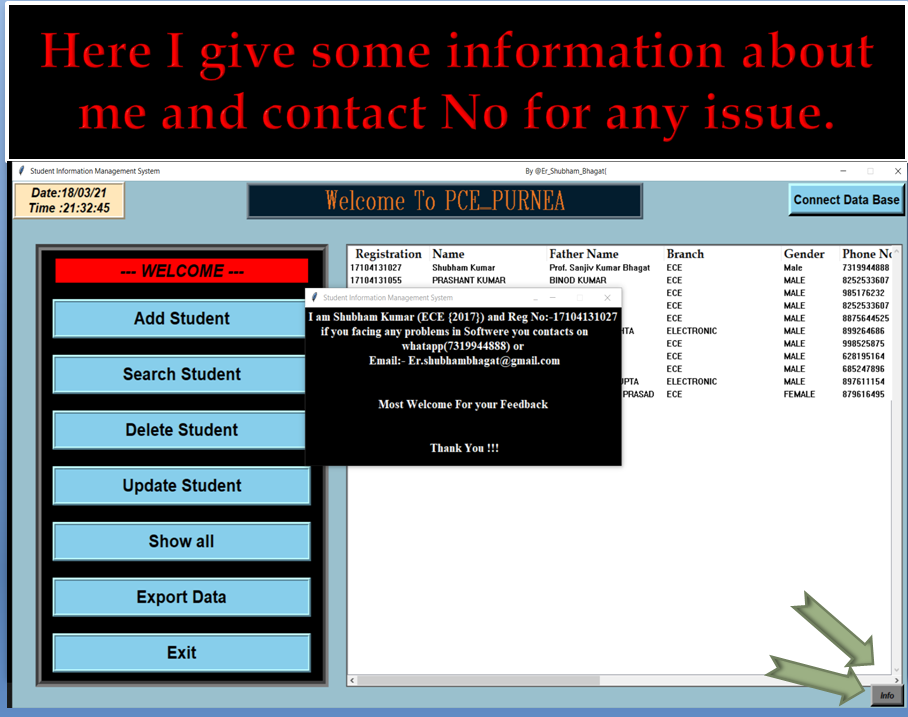 Here I give some information about
me and contact No for any issue.
Student Information Management System By @Er_Shubham_Bhagat|
Date:18/03/21
Time :21:32:45
Welcome To PCE_PURNEA
Connect Data Base
--- WELCOME ---
Add Student
Search Student
Delete Student
Update Student
Show all
Export Data
Exit
Registration Name Father Name Branch Gender Phone No
17104131027 Shubham Kumar Prof. Sanjiv Kumar Bhagat ECE Male 7319944888
17104131055 PRASHANT KUMAR BINOD KUMAR ECE MALE 8252533607
ECE MALE 985176232
ECE MALE 8252533607
ECE MALE 8875644525
ELECTRONIC MALE 899264686
ECE MALE 998525875
ECE MALE 628195164
ECE MALE 685247896
UPTA ELECTRONIC MALE 897611154
PRASAD ECE FEMALE 879616495
Student Information Management System
I am Shubham Kumar (ECE {2017}) and Reg No:-17104131027
if you facing any problems in Softwere you contacts on
whatapp(7319944888) or
Email:- Er.shubhambhagat@gmail.com
Most Welcome For your Feedback
Thank You !!!
Info